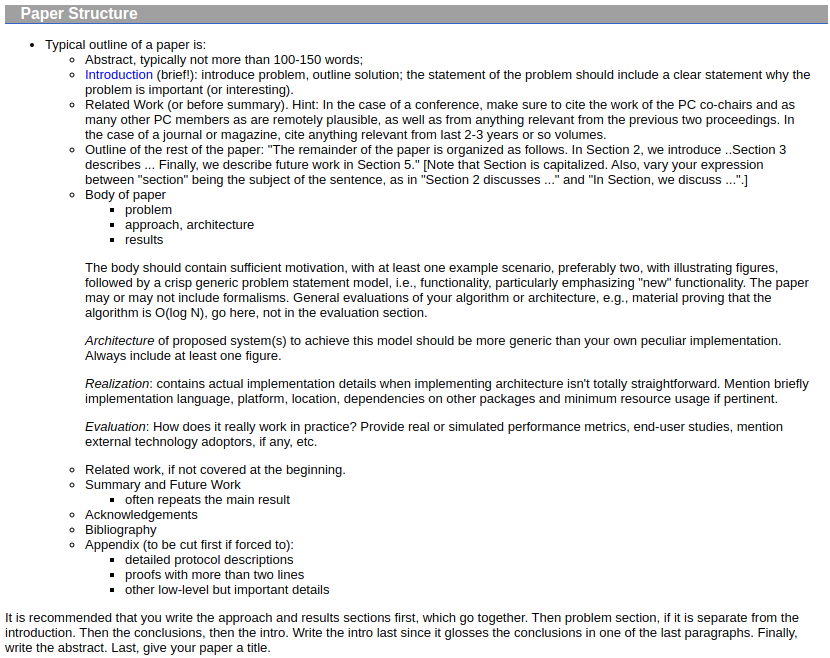 Paper Structure
Typical outline of a paper is:
Abstract, typically not more than 100-150 words;
Introduction (brief!): introduce problem, outline solution; the statement of the problem should include a clear statement why the
problem is important (or interesting).
Related Work (or before summary). Hint: In the case of a conference, make sure to cite the work of the PC co-chairs and as
many other PC members as are remotely plausible, as well as from anything relevant from the previous two proceedings. In
the case of a journal or magazine, cite anything relevant from last 2-3 years or so volumes.
Outline of the rest of the paper: "The remainder of the paper is organized as follows. In Section 2, we introduce ..Section 3
describes ... Finally, we describe future work in Section 5." [Note that Section is capitalized. Also, vary your expression
between "section" being the subject of the sentence, as in "Section 2 discusses ..." and "In Section, we discuss ...".]
Body of paper
problem
approach, architecture
results
The body should contain sufficient motivation, with at least one example scenario, preferably two, with illustrating figures,
followed by a crisp generic problem statement model, i.e., functionality, particularly emphasizing "new" functionality. The paper
may or may not include formalisms. General evaluations of your algorithm or architecture, e.g., material proving that the
algorithm is O(log N), go here, not in the evaluation section.
Architecture of proposed system(s) to achieve this model should be more generic than your own peculiar implementation.
Always include at least one figure.
Realization: contains actual implementation details when implementing architecture isn't totally straightforward. Mention briefly
implementation language, platform, location, dependencies on other packages and minimum resource usage if pertinent.
Evaluation: How does it really work in practice? Provide real or simulated performance metrics, end-user studies, mention
external technology adoptors, if any, etc.
Related work, if not covered at the beginning.
Summary and Future Work
often repeats the main result
Acknowledgements
Bibliography
Appendix (to be cut first if forced to):
detailed protocol descriptions
proofs with more than two lines
other low-level but important details
It is recommended that you write the approach and results sections first, which go together. Then problem section, if it is separate from the
introduction. Then the conclusions, then the intro. Write the intro last since it glosses the conclusions in one of the last paragraphs. Finally,
write the abstract. Last, give your paper a title.